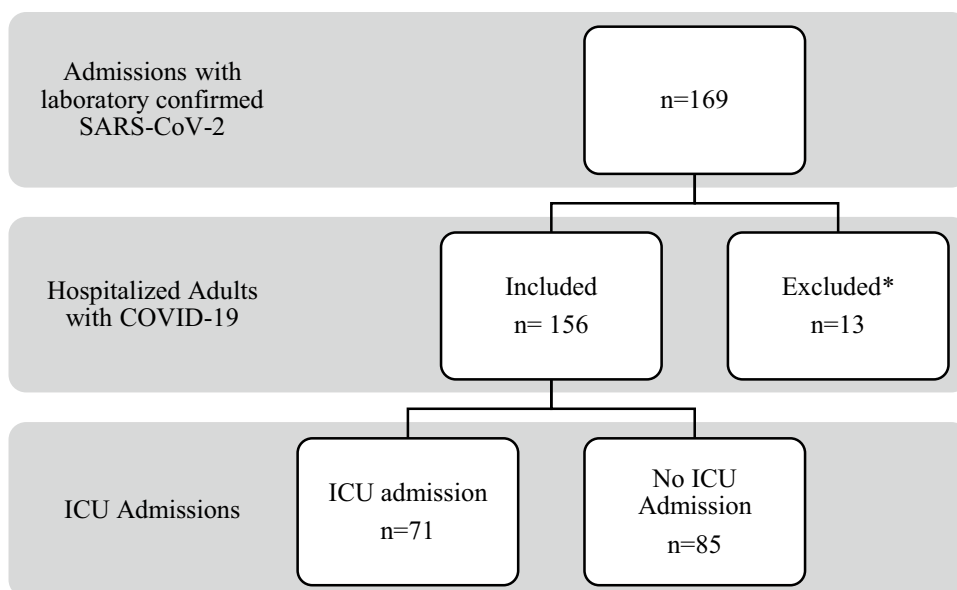 Admissions with
laboratory confirmed
SARS-CoV-2
n=169
Hospitalized Adults
with COVID-19
Included
n= 156
Excluded*
n=13
ICU Admissions
ICU admission
n=71
No ICU
Admission
n=85